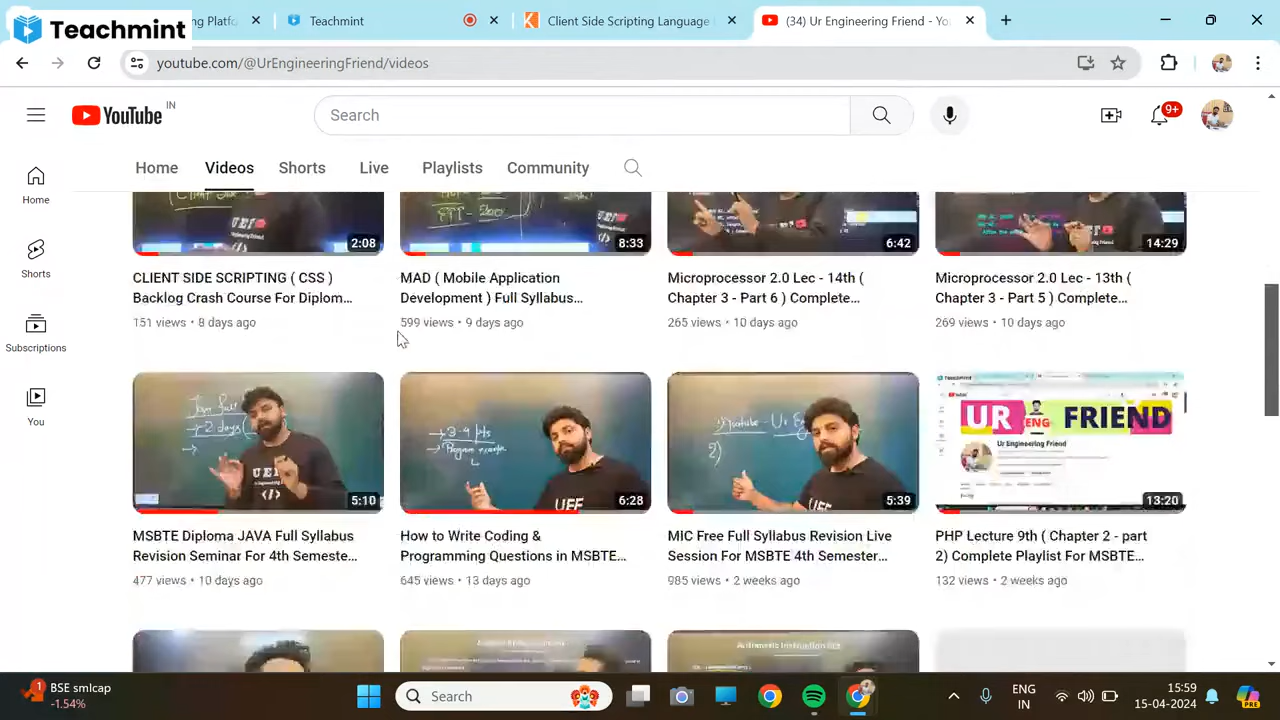 Teachmint
ng Platfo
Teachmint
Client Side Scripting Language
(34) Ur Engineering Friend - Yo
youtube.com/@UrEngineeringFriend/videos
YouTube
IN
Search
9+
Home
Videos
Shorts
Live
Playlists
Community
Home
Shorts
Subscriptions
You
2:08
8:33
6:42
14:29
CLIENT SIDE SCRIPTING ( CSS )
Backlog Crash Course For Diplom...
151 views • 8 days ago
MAD ( Mobile Application
Development ) Full Syllabus...
599 views • 9 days ago
Microprocessor 2.0 Lec - 14th (
Chapter 3 - Part 6 ) Complete...
265 views • 10 days ago
Microprocessor 2.0 Lec - 13th (
Chapter 3 - Part 5 ) Complete...
269 views • 10 days ago
2 days
5:10
6:28
UEF
5:39
UR ENG FRIEND
Ur Engineering Friend
13:20
MSBTE Diploma JAVA Full Syllabus
Revision Seminar For 4th Semeste...
477 views • 10 days ago
How to Write Coding &
Programming Questions in MSBTE...
645 views • 13 days ago
MIC Free Full Syllabus Revision Live
Session For MSBTE 4th Semester...
985 views • 2 weeks ago
PHP Lecture 9th ( Chapter 2 - part
2) Complete Playlist For MSBTE...
132 views • 2 weeks ago
1
BSE smlcap
-1.54%
Search
ENG
IN
15:59
15-04-2024
PRE